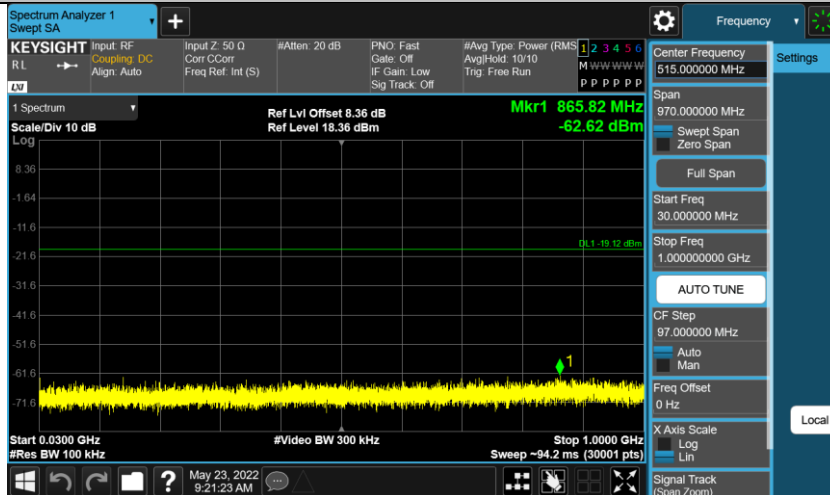 Spectrum Analyzer 1
Swept SA
+
Frequency
KEYSIGHT
RL
LXI
Input: RF
Coupling: DC
Align: Auto
Input Z: 50 Ω
Corr CCorr
Freq Ref: Int (S)
#Atten: 20 dB
PNO: Fast
Gate: Off
IF Gain: Low
Sig Track: Off
#Avg Type: Power (RMS
Avg|Hold: 10/10
Trig: Free Run
1 2 3 4 5 6
M W W W W W
P P P P P P
1 Spectrum
Scale/Div 10 dB
Log
Ref Lvl Offset 8.36 dB
Ref Level 18.36 dBm
Mkr1 865.82 MHz
-62.62 dBm
8.36
-1.64
-11.6
DL1 -19.12 dBm
-21.6
-31.6
-41.6
-51.6
1
-61.6
-71.6
Start 0.0300 GHz
#Video BW 300 kHz
Stop 1.0000 GHz
#Res BW 100 kHz
Sweep ~94.2 ms (30001 pts)
?
May 23, 2022
9:21:23 AM
Center Frequency
515.000000 MHz
Settings
Span
970.000000 MHz
Swept Span
Zero Span
Full Span
Start Freq
30.000000 MHz
Stop Freq
1.000000000 GHz
AUTO TUNE
CF Step
97.000000 MHz
Auto
Man
Freq Offset
0 Hz
Local
X Axis Scale
Log
Lin
Signal Track
(Span Zoom)